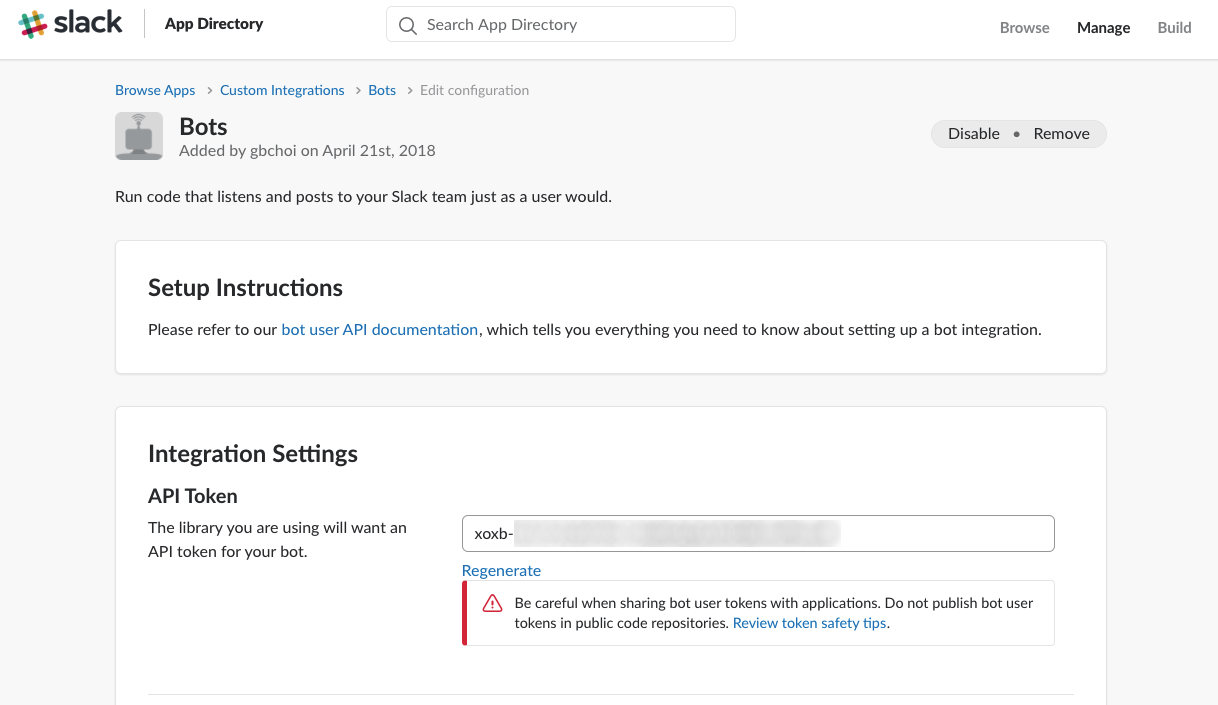 slack App Directory Search App Directory Browse Manage Build
Browse Apps > Custom Integrations > Bots > Edit configuration
Bots
Added by gbchoi on April 21st, 2018
Disable • Remove
Run code that listens and posts to your Slack team just as a user would.
Setup Instructions
Please refer to our bot user API documentation, which tells you everything you need to know about setting up a bot integration.
Integration Settings
API Token
The library you are using will want an
API token for your bot.
xoxb-
Regenerate
Be careful when sharing bot user tokens with applications. Do not publish bot user
tokens in public code repositories. Review token safety tips.